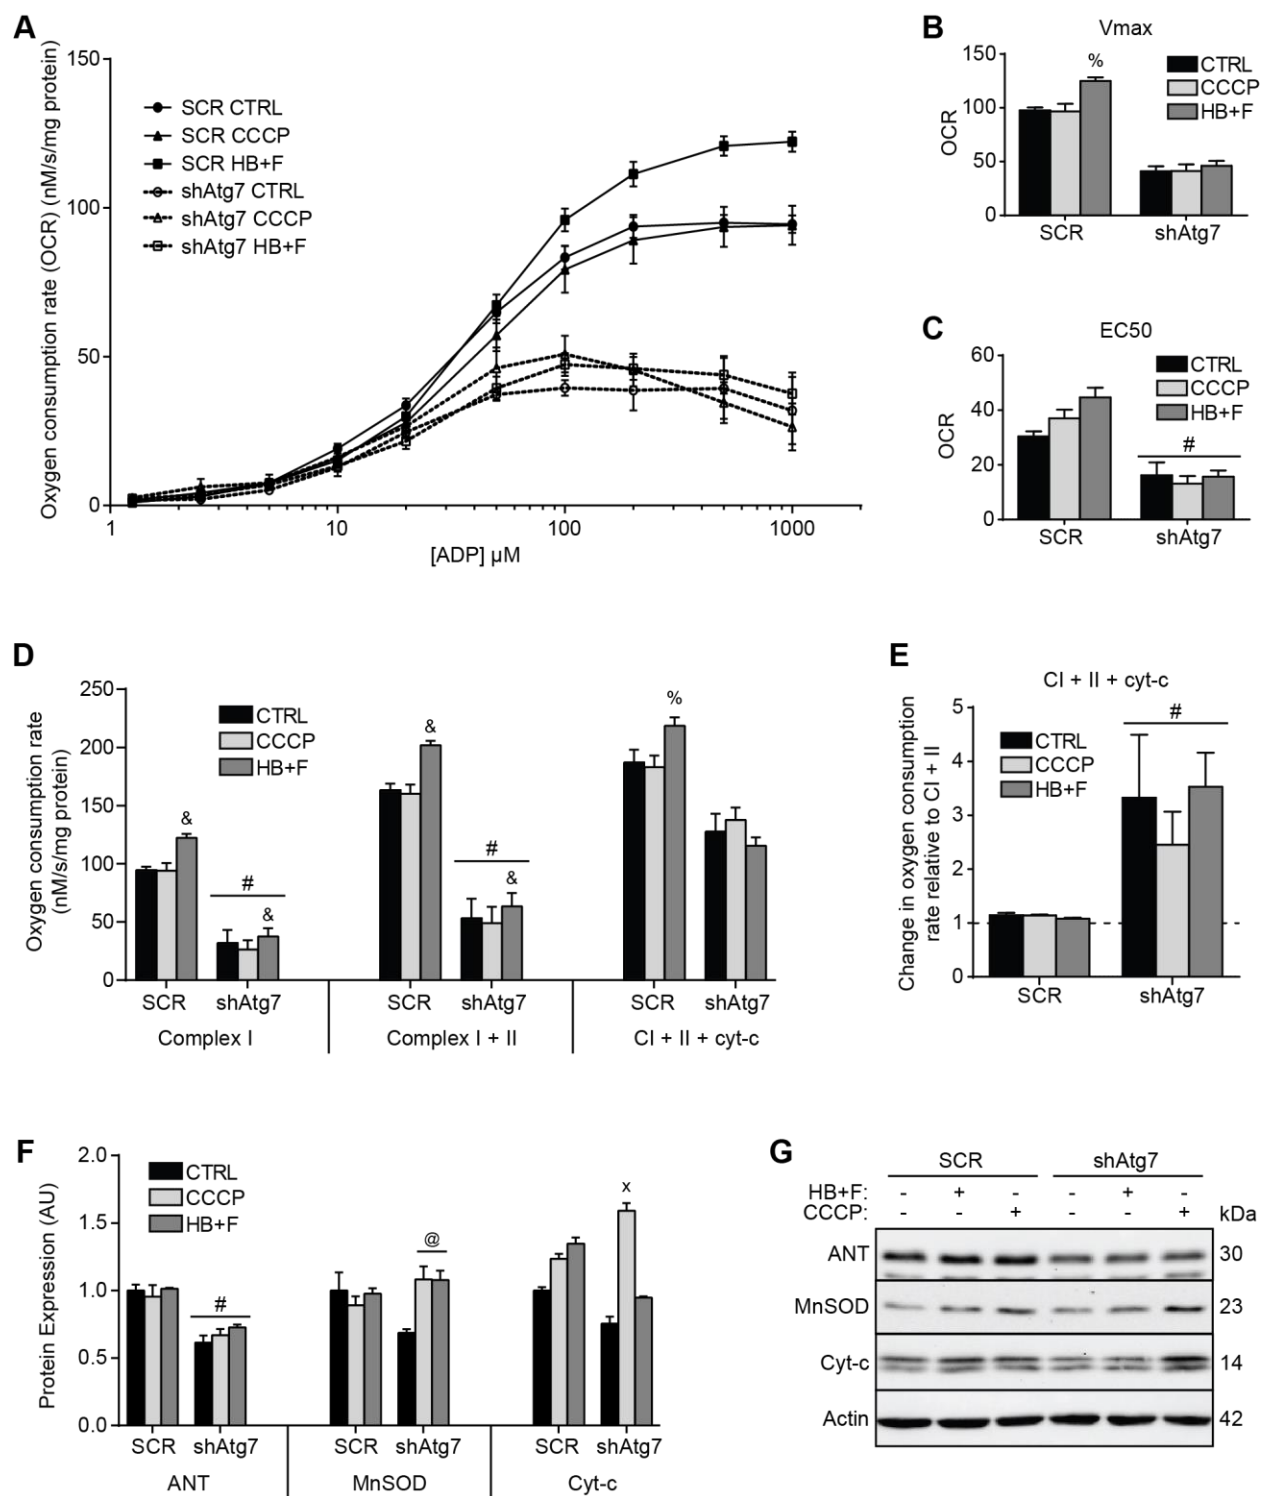 A
Oxygen consumption rate (OCR) (nM/s/mg protein)
150
100
50
0
SCR CTRL
SCR CCCP
SCR HB+F
shAtg7 CTRL
shAtg7 CCCP
shAtg7 HB+F
1 10 100 1000
[ADP] µM
B
Vmax
OCR
150
100
50
0
%
CTRL
CCCP
HB+F
SCR shAtg7
C
EC50
OCR
60
40
20
0
CTRL
CCCP
HB+F
#
SCR shAtg7
D
Oxygen consumption rate
(nM/s/mg protein)
250
200
150
100
50
0
CTRL
CCCP
HB+F
& # & & # & %
SCR shAtg7 SCR shAtg7 SCR shAtg7
Complex I Complex I + II CI + II + cyt-c
E
CI + II + cyt-c
Change in oxygen consumption
rate relative to CI + II
5
4
3
2
1
0
CTRL
CCCP
HB+F
#
SCR shAtg7
F
Protein Expression (AU)
2.0
1.5
1.0
0.5
0.0
CTRL
CCCP
HB+F
# @ x
SCR shAtg7 SCR shAtg7 SCR shAtg7
ANT MnSOD Cyt-c
G
SCR shAtg7
HB+F: - + - - + -
CCCP: - - + - - + kDa
ANT 30
MnSOD 23
Cyt-c 14
Actin 42